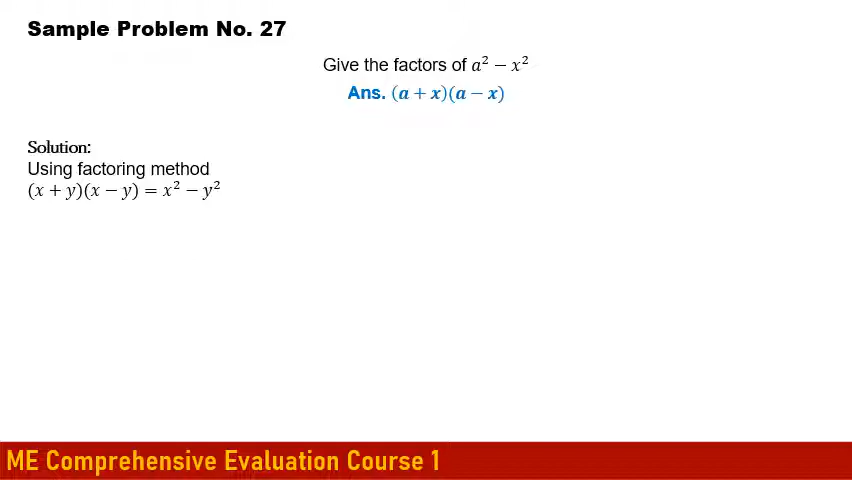 Sample Problem No. 27
Give the factors of a² − x²
Ans. (a + x)(a − x)
Solution:
Using factoring method
(x + y)(x − y) = x² − y²
ME Comprehensive Evaluation Course 1